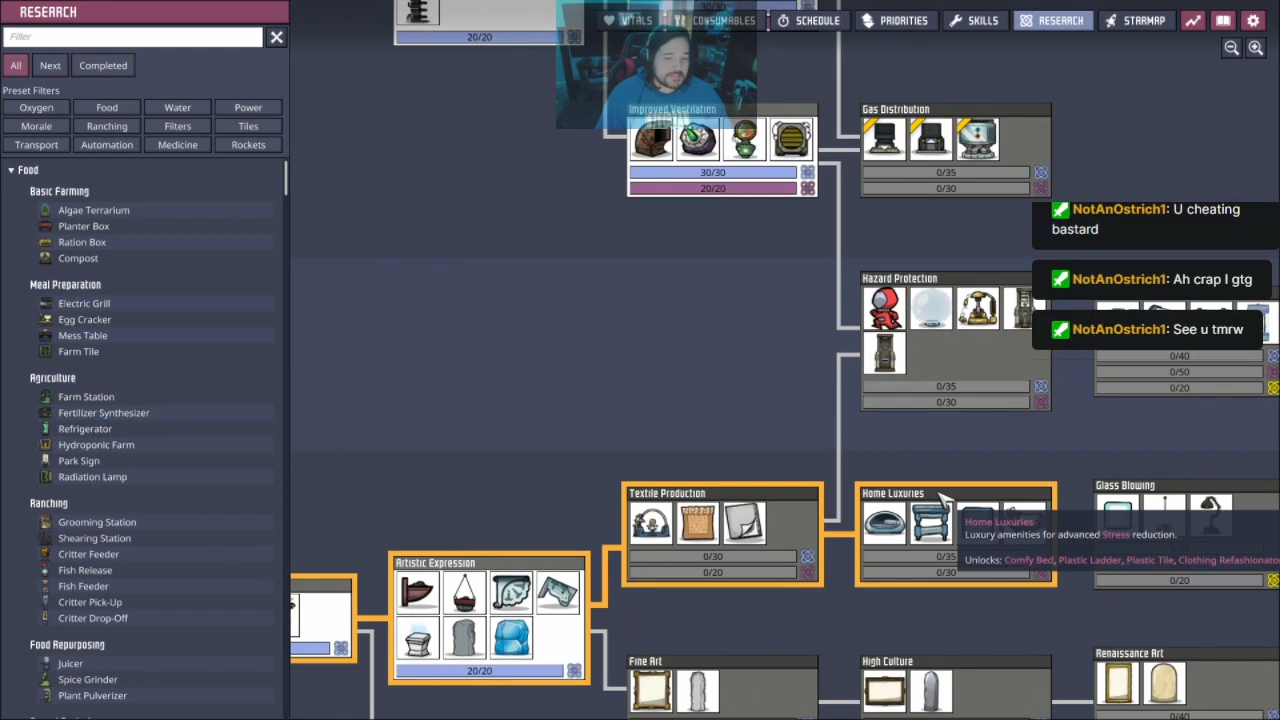 RESEARCH
VITALS
CONSUMABLES
SCHEDULE
PRIORITIES
SKILLS
RESEARCH
STARMAP
Filter
All
Next
Completed
Preset Filters
Oxygen
Food
Water
Power
Morale
Ranching
Filters
Tiles
Transport
Automation
Medicine
Rockets
Food
Basic Farming
Algae Terrarium
Planter Box
Ration Box
Compost
Meal Preparation
Electric Grill
Egg Cracker
Mess Table
Farm Tile
Agriculture
Farm Station
Fertilizer Synthesizer
Refrigerator
Hydroponic Farm
Park Sign
Radiation Lamp
Ranching
Grooming Station
Shearing Station
Critter Feeder
Fish Release
Fish Feeder
Critter Pick-Up
Critter Drop-Off
Food Repurposing
Juicer
Spice Grinder
Plant Pulverizer
30/30
20/20
Improved Ventilation
30/30
20/20
Gas Distribution
0/35
0/30
NotAnOstrich1: U cheating
bastard
NotAnOstrich1: Ah crap I gtg
NotAnOstrich1: See u tmrw
Hazard Protection
0/35
0/30
0/40
0/50
0/20
Textile Production
0/30
0/20
Home Luxuries
0/35
0/30
Home Luxuries
Luxury amenities for advanced Stress reduction.
Unlocks: Comfy Bed, Plastic Ladder, Plastic Tile, Clothing Refashionator
Glass Blowing
0/20
Artistic Expression
20/20
Fine Art
High Culture
Renaissance Art
0/40